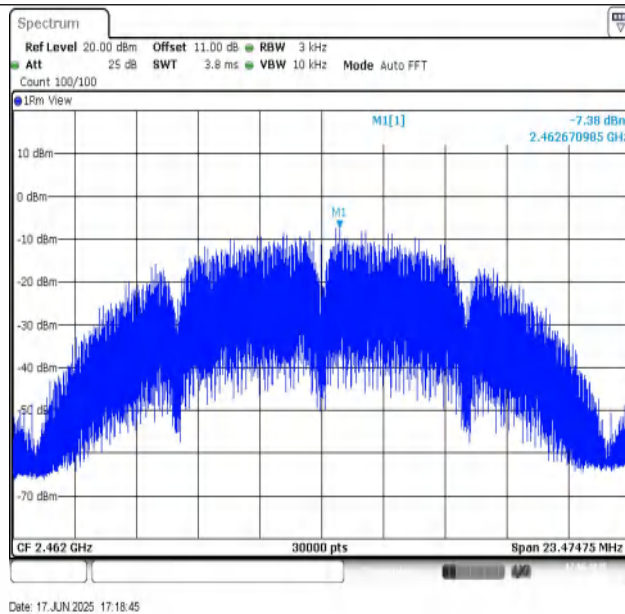 Spectrum
Ref Level 20.00 dBm Offset 11.00 dB RBW 3 kHz
Att 25 dB SWT 3.8 ms VBW 10 kHz Mode Auto FFT
Count 100/100
1Rm View
M1[1] -7.38 dBm
2.462670985 GHz
10 dBm
0 dBm
M1
-10 dBm
-20 dBm
-30 dBm
-40 dBm
-50 dBm
-70 dBm
CF 2.462 GHz 30000 pts Span 23.47475 MHz
Date: 17.JUN 2025 17:18:45